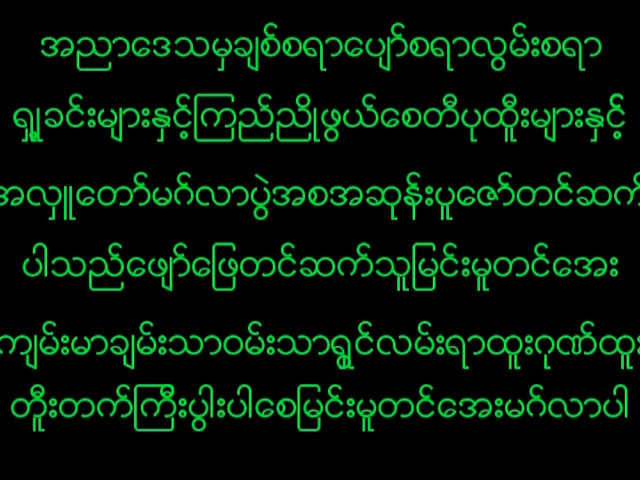 အညာဒေသမှချစ်စရာပျော်စရာလွမ်းစရာ
ရှုခင်းများနှင့်ကြည်ညိုဖွယ်စေတီပုထိုးများနှင့်
အလှူတော်မင်္ဂလာပွဲအစအဆုန်းပူဇော်တင်ဆက်
ပါသည်ဖျော်ဖြေတင်ဆက်သူမြင်းမူတင်အေး
ကျမ်းမာချမ်းသာဝမ်းသာရွှင်လမ်းရာထူးဂုဏ်ထူး
တိုးတက်ကြီးပွါးပါစေမြင်းမူတင်အေးမင်္ဂလာပါ